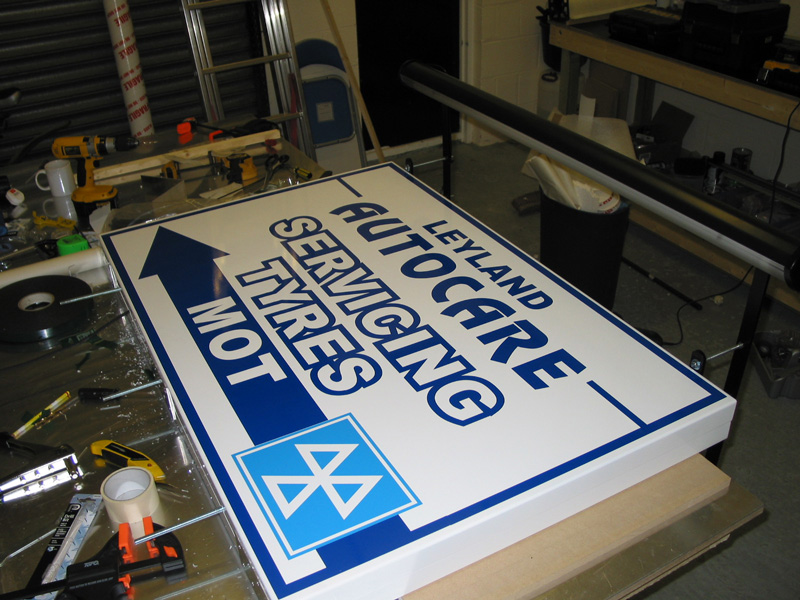 LEYLAND
AUTOCARE
SERVICING
TYRES
MOT